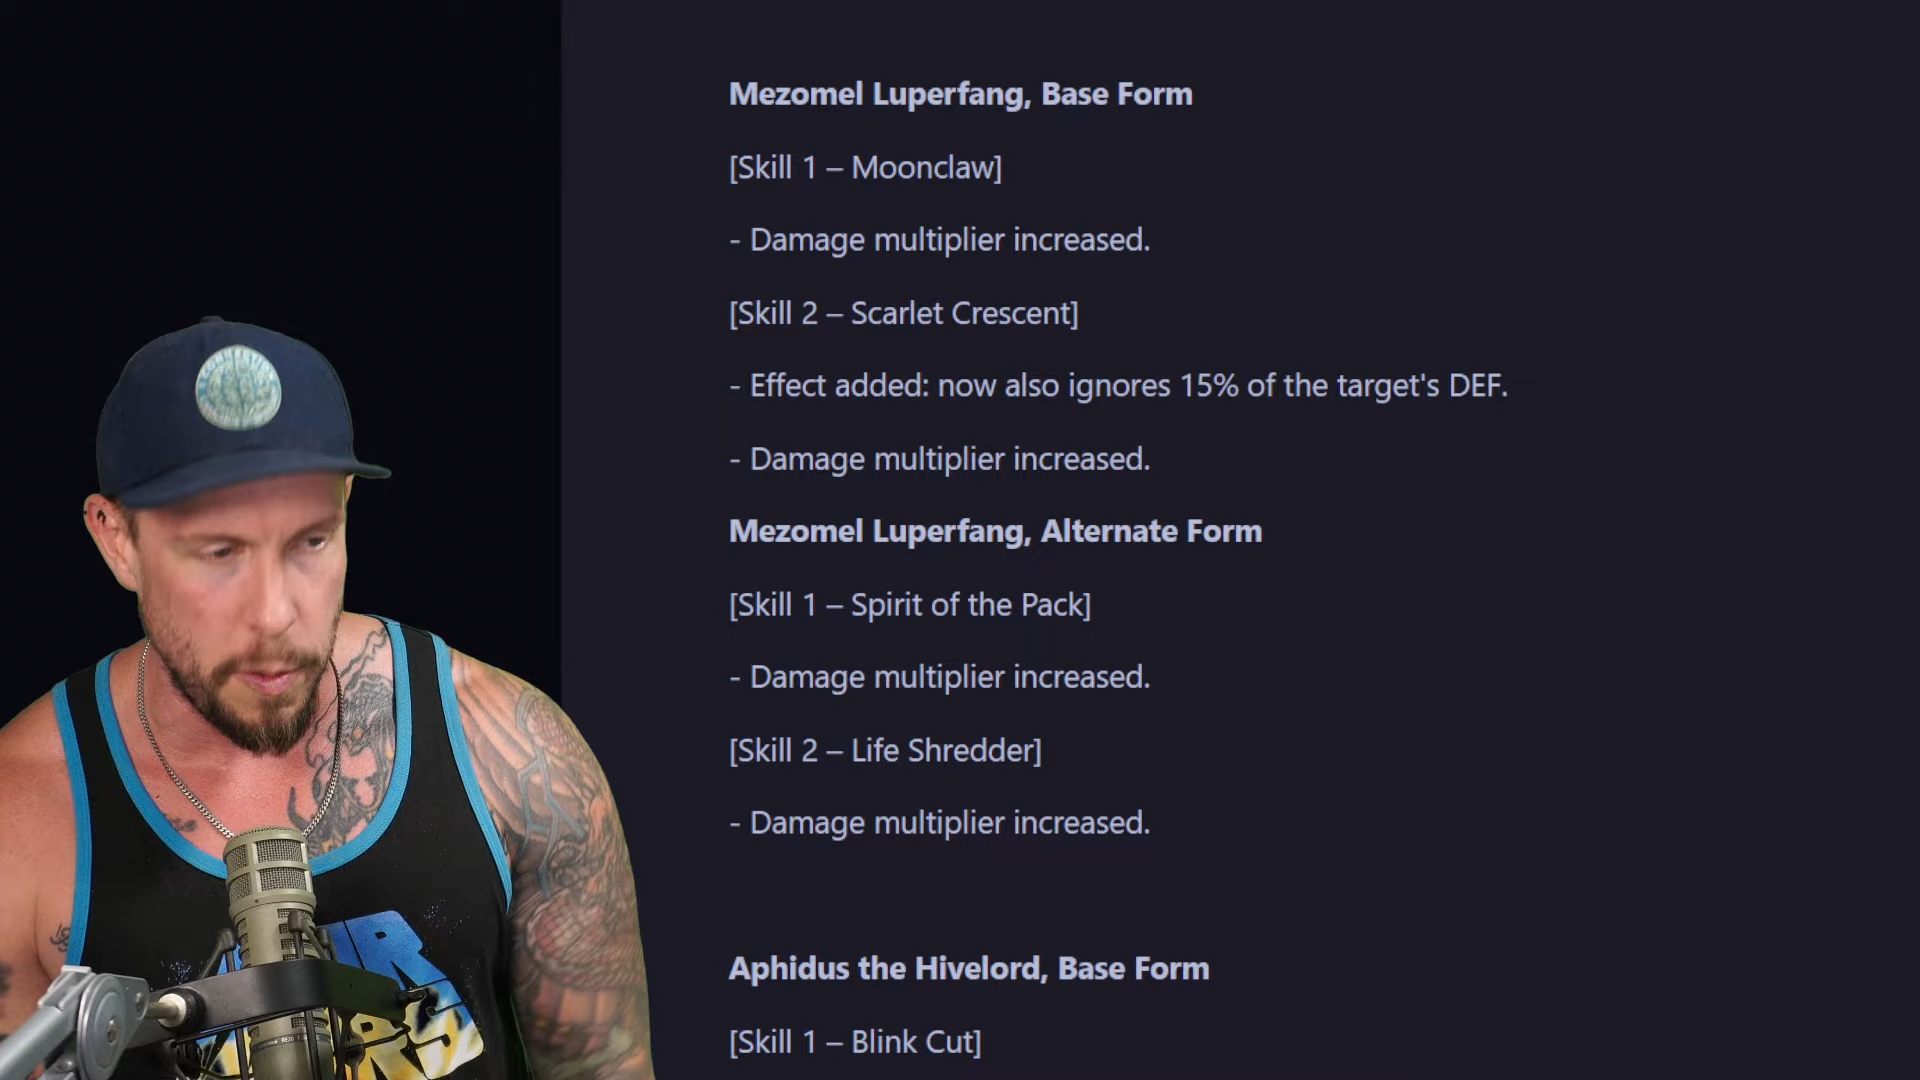 Mezomel Luperfang, Base Form
[Skill 1 – Moonclaw]
- Damage multiplier increased.
[Skill 2 – Scarlet Crescent]
- Effect added: now also ignores 15% of the target's DEF.
- Damage multiplier increased.
Mezomel Luperfang, Alternate Form
[Skill 1 – Spirit of the Pack]
- Damage multiplier increased.
[Skill 2 – Life Shredder]
- Damage multiplier increased.
Aphidus the Hivelord, Base Form
[Skill 1 – Blink Cut]